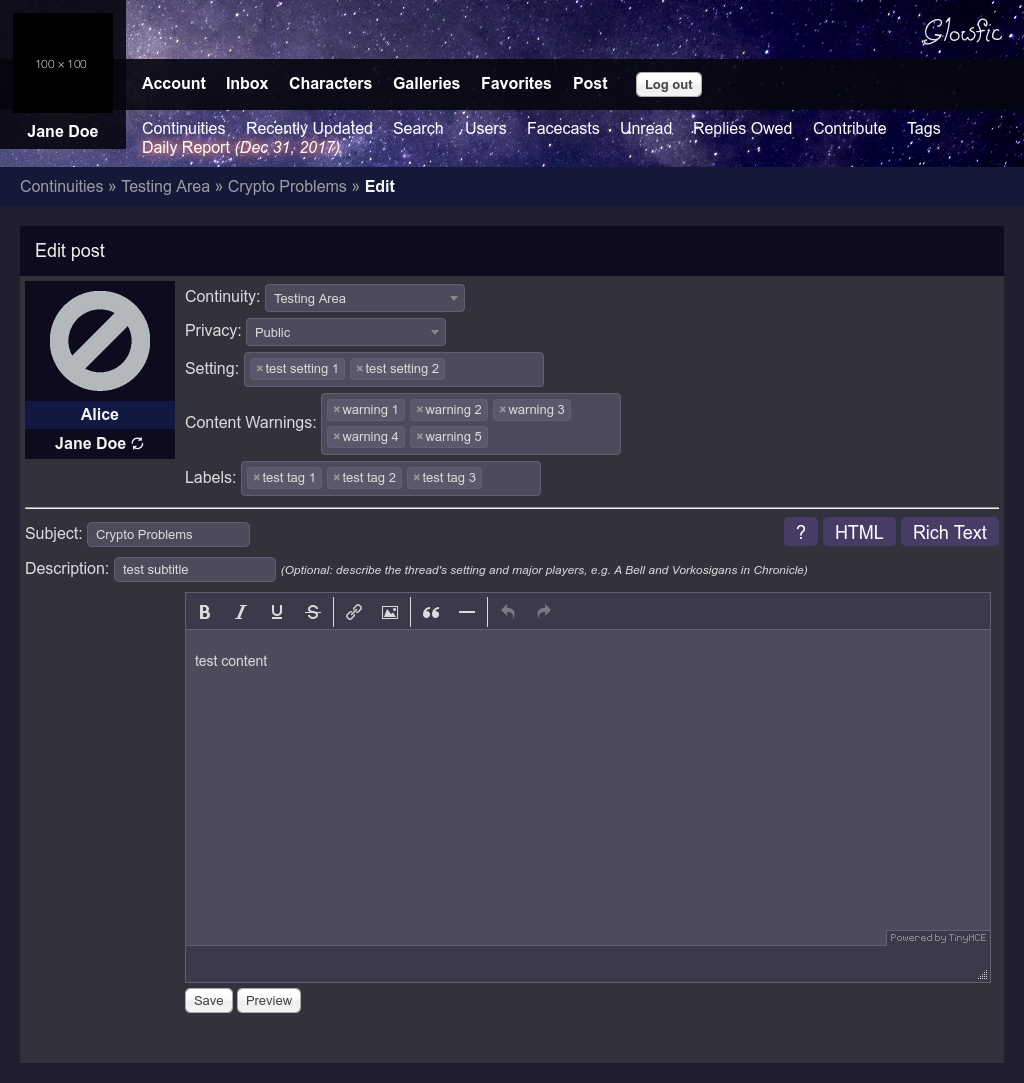 Glowfic
100 × 100
Account Inbox Characters Galleries Favorites Post Log out
Jane Doe
Continuities Recently Updated Search Users Facecasts Unread Replies Owed Contribute Tags
Daily Report (Dec 31, 2017)
Continuities » Testing Area » Crypto Problems » Edit
Edit post
Alice
Jane Doe
Continuity: Testing Area
Privacy: Public
Setting: × test setting 1 × test setting 2
Content Warnings: × warning 1 × warning 2 × warning 3
× warning 4 × warning 5
Labels: × test tag 1 × test tag 2 × test tag 3
Subject: Crypto Problems ? HTML Rich Text
Description: test subtitle (Optional: describe the thread's setting and major players, e.g. A Bell and Vorkosigans in Chronicle)
test content
Powered by TinyMCE
Save Preview